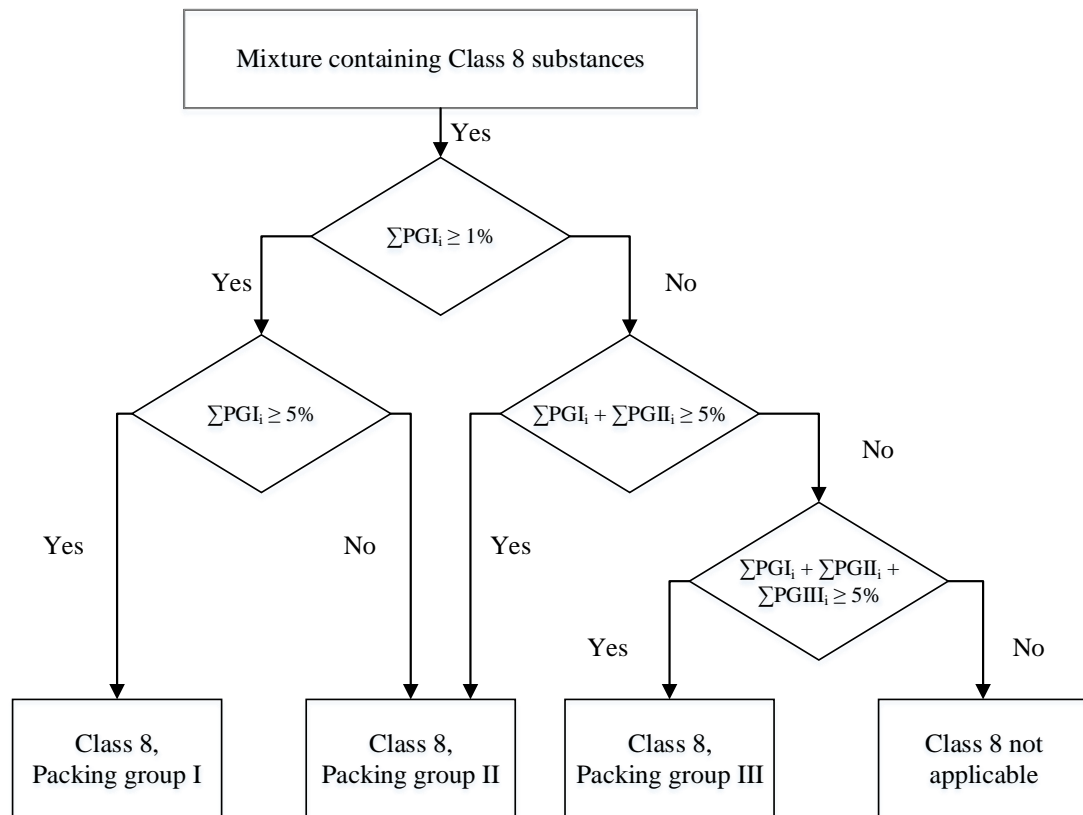 Mixture containing Class 8 substances
Yes
∑PGIᵢ ≥ 1%
Yes
No
∑PGIᵢ ≥ 5%
∑PGIᵢ + ∑PGIIᵢ ≥ 5%
No
Yes
No
Yes
∑PGIᵢ + ∑PGIIᵢ +
∑PGIIIᵢ ≥ 5%
Yes
No
Class 8,
Packing group I
Class 8,
Packing group II
Class 8,
Packing group III
Class 8 not
applicable